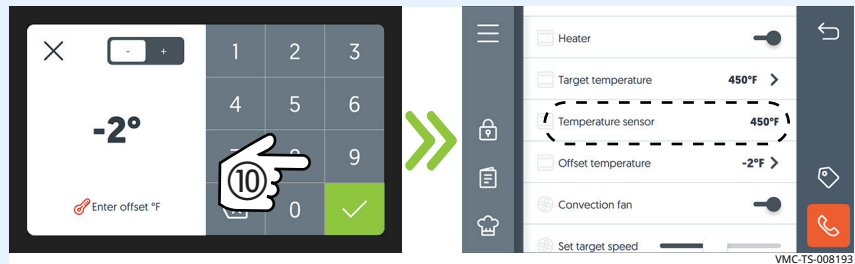 - +
-2°
Enter offset °F
1 2 3
4 5 6
9
0
⑩
Heater
Target temperature 450°F >
Temperature sensor 450°F
Offset temperature -2°F >
Convection fan
Set target speed
VMC-TS-008193